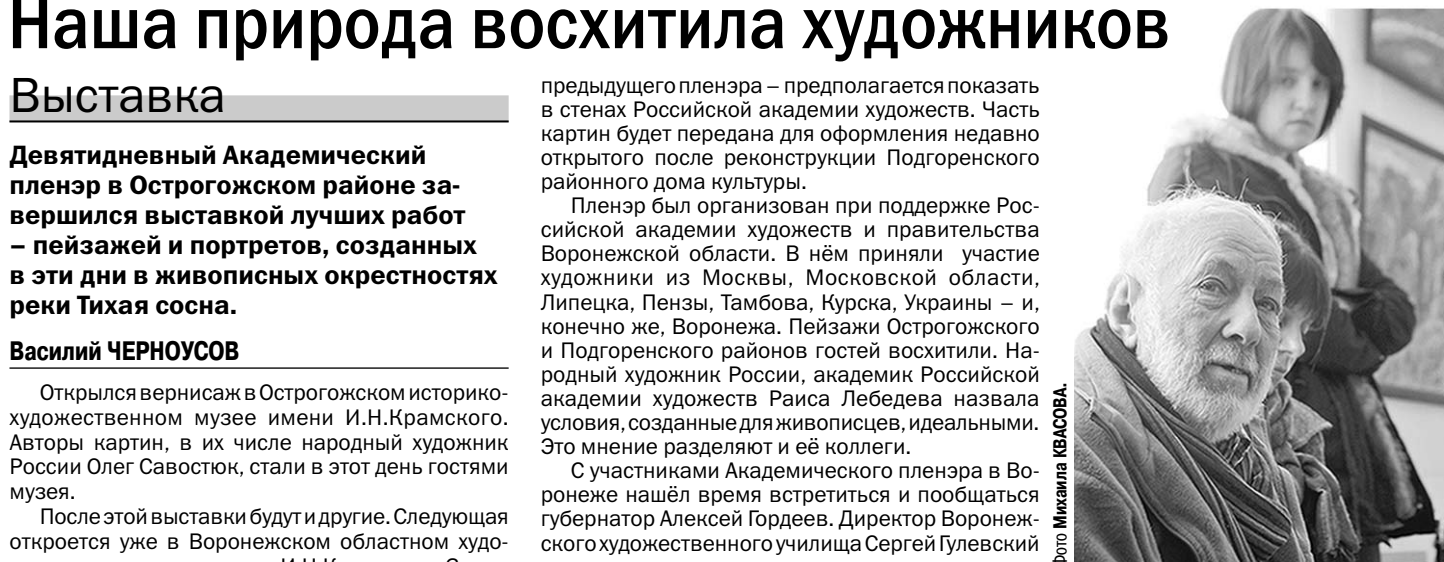 Наша природа восхитила художников
Выставка
Девятидневный Академический
пленэр в Острогожском районе за-
вершился выставкой лучших работ
– пейзажей и портретов, созданных
в эти дни в живописных окрестностях
реки Тихая сосна.
Василий ЧЕРНОУСОВ
Открылся вернисаж в Острогожском историко-
художественном музее имени И.Н.Крамского.
Авторы картин, в их числе народный художник
России Олег Савостюк, стали в этот день гостями
музея.
После этой выставки будут и другие. Следующая
откроется уже в Воронежском областном худо-
предыдущего пленэра – предполагается показать
в стенах Российской академии художеств. Часть
картин будет передана для оформления недавно
открытого после реконструкции Подгоренского
районного дома культуры.
Пленэр был организован при поддержке Рос-
сийской академии художеств и правительства
Воронежской области. В нём приняли участие
художники из Москвы, Московской области,
Липецка, Пензы, Тамбова, Курска, Украины – и,
конечно же, Воронежа. Пейзажи Острогожского
и Подгоренского районов гостей восхитили. На-
родный художник России, академик Российской
академии художеств Раиса Лебедева назвала
условия, созданные для живописцев, идеальными.
Это мнение разделяют и её коллеги.
С участниками Академического пленэра в Во-
ронеже нашёл время встретиться и пообщаться
губернатор Алексей Гордеев. Директор Воронеж-
ского художественного училища Сергей Гулевский
Фото Михаила КВАСОВА.